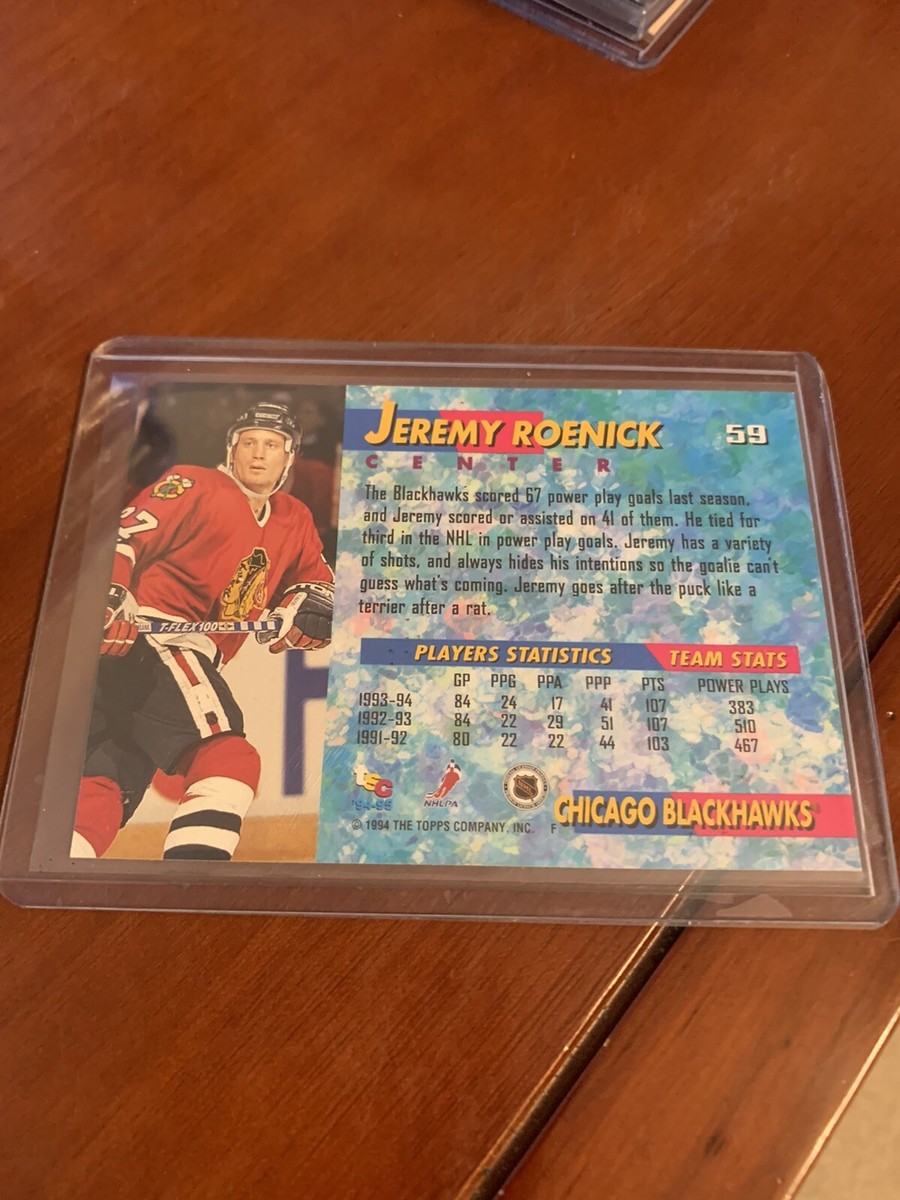 JEREMY ROENICK 59
CENTER
The Blackhawks scored 67 power play goals last season,
and Jeremy scored or assisted on 41 of them. He tied for
third in the NHL in power play goals. Jeremy has a variety
of shots, and always hides his intentions so the goalie can't
guess what's coming. Jeremy goes after the puck like a
terrier after a rat.
PLAYERS STATISTICS TEAM STATS
GP PPG PPA PPP PTS POWER PLAYS
1993-94 84 24 17 41 107 383
1992-93 84 22 29 51 107 510
1991-92 80 22 22 44 103 467
27
T-FLEX 100
TSC
'94-95
NHLPA
CHICAGO BLACKHAWKS
© 1994 THE TOPPS COMPANY, INC. F